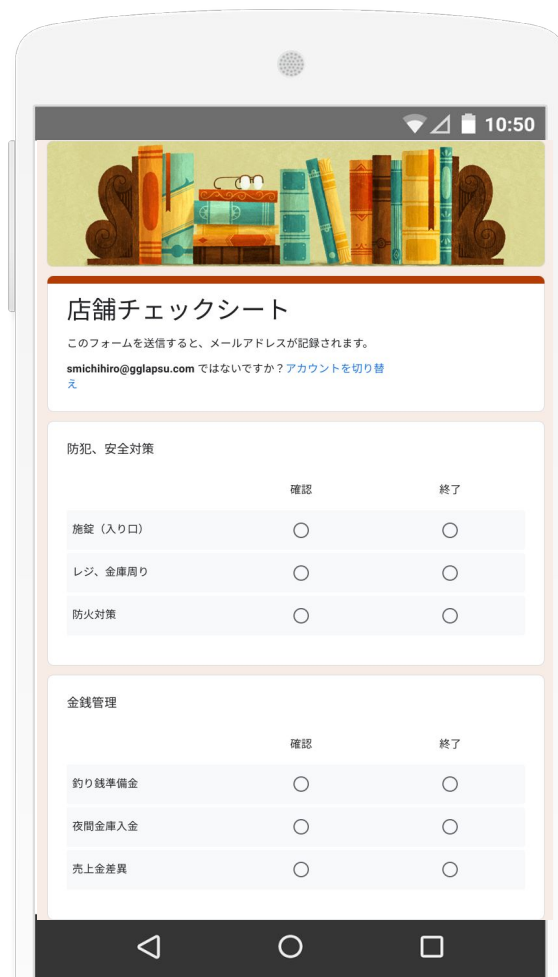 10:50
店舗チェックシート
このフォームを送信すると、メールアドレスが記録されます。
smichihiro@gglapsu.com ではないですか？アカウントを切り替
え
防犯、安全対策
確認 終了
施錠（入り口）
レジ、金庫周り
防火対策
金銭管理
確認 終了
釣り銭準備金
夜間金庫入金
売上金差異